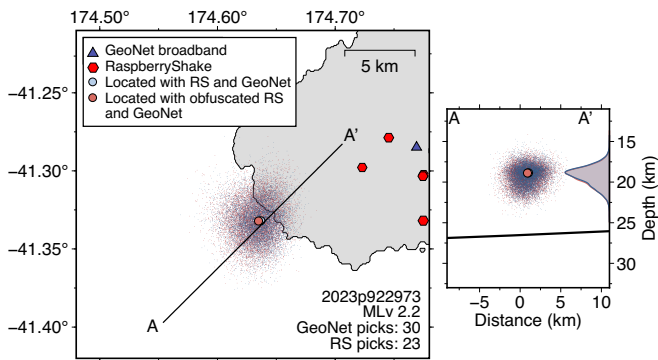 174.50° 174.60° 174.70°
−41.25°
−41.30°
−41.35°
−41.40°
GeoNet broadband
RaspberryShake
Located with RS and GeoNet
Located with obfuscated RS
and GeoNet
5 km
A'
A
2023p922973
MLv 2.2
GeoNet picks: 30
RS picks: 23
A A'
15
20
25
30
Depth (km)
−5 0 5 10
Distance (km)